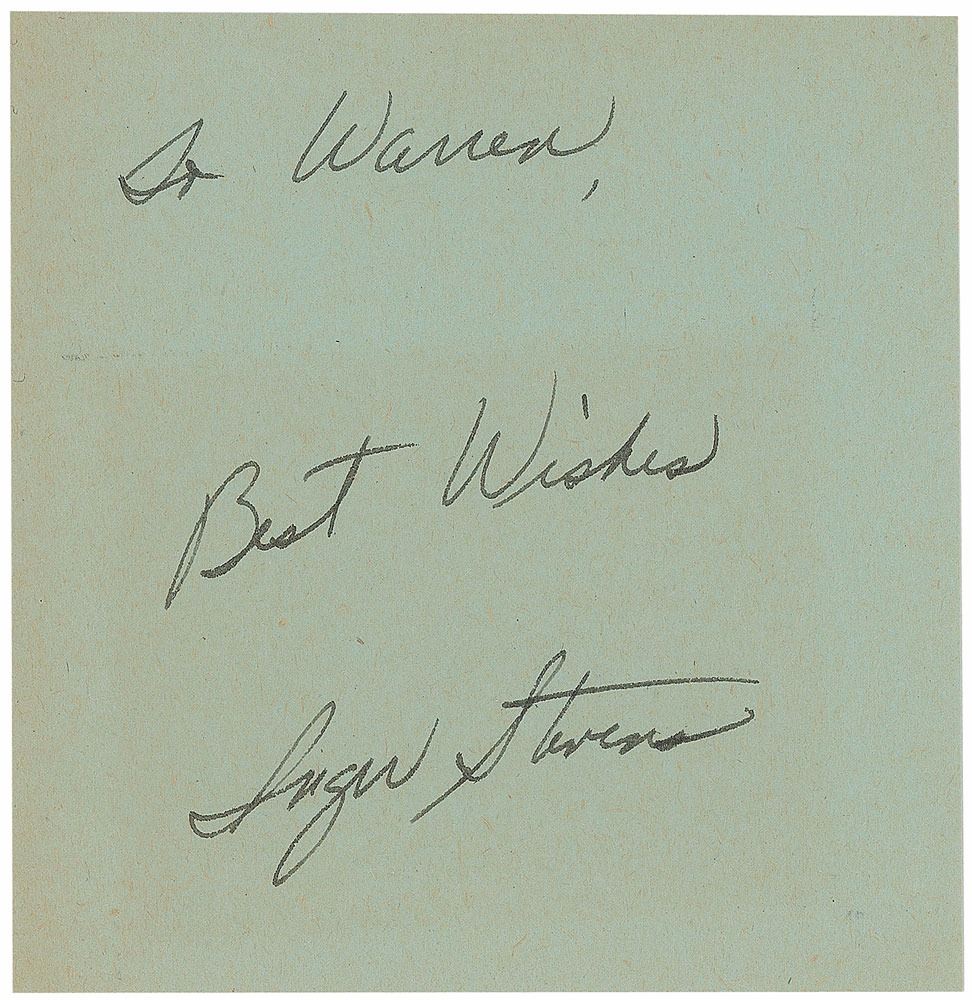 To Warren,
Best Wishes
Inger Stevens